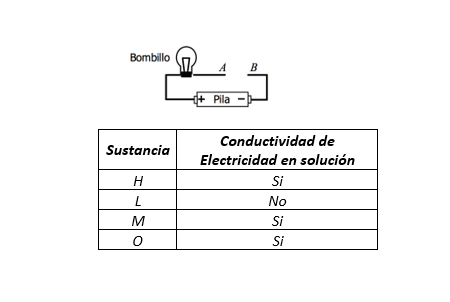 Bombillo
A B
+ Pila −
Sustancia
Conductividad de
Electricidad en solución
H Si
L No
M Si
O Si